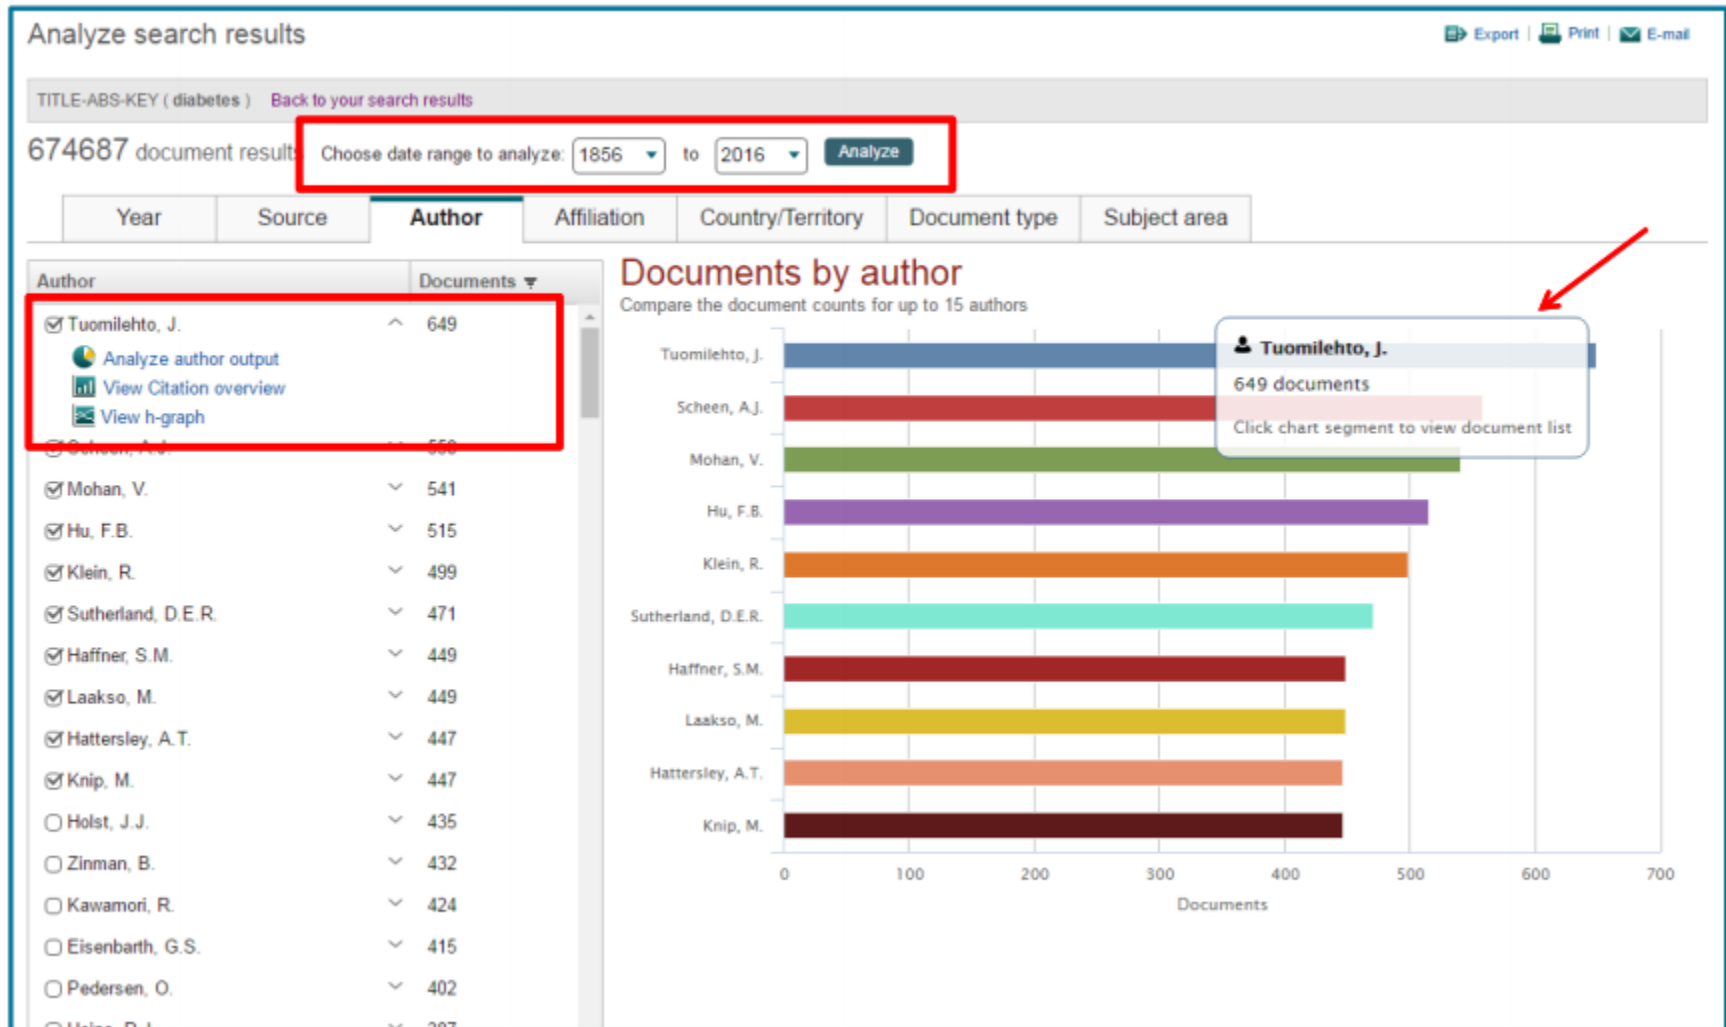 Analyze search results
Export | Print | E-mail
TITLE-ABS-KEY ( diabetes ) Back to your search results
674687 document results Choose date range to analyze: 1856 to 2016 Analyze
Year Source Author Affiliation Country/Territory Document type Subject area
Author Documents
Tuomilehto, J. 649
Analyze author output
View Citation overview
View h-graph
Scheen, A.J.
Mohan, V. 541
Hu, F.B. 515
Klein, R. 499
Sutherland, D.E.R. 471
Haffner, S.M. 449
Laakso, M. 449
Hattersley, A.T. 447
Knip, M. 447
Holst, J.J. 435
Zinman, B. 432
Kawamori, R. 424
Eisenbarth, G.S. 415
Pedersen, O. 402
Documents by author
Compare the document counts for up to 15 authors
Tuomilehto, J.
Scheen, A.J.
Mohan, V.
Hu, F.B.
Klein, R.
Sutherland, D.E.R.
Haffner, S.M.
Laakso, M.
Hattersley, A.T.
Knip, M.
Tuomilehto, J.
649 documents
Click chart segment to view document list
0 100 200 300 400 500 600 700
Documents